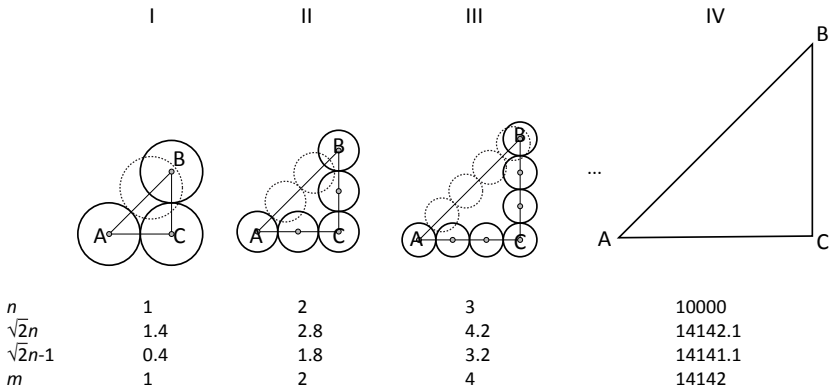 I II III IV
B
B
B
B
...
A C
A C
A C
A C
n 1 2 3 10000
√2n 1.4 2.8 4.2 14142.1
√2n-1 0.4 1.8 3.2 14141.1
m 1 2 4 14142